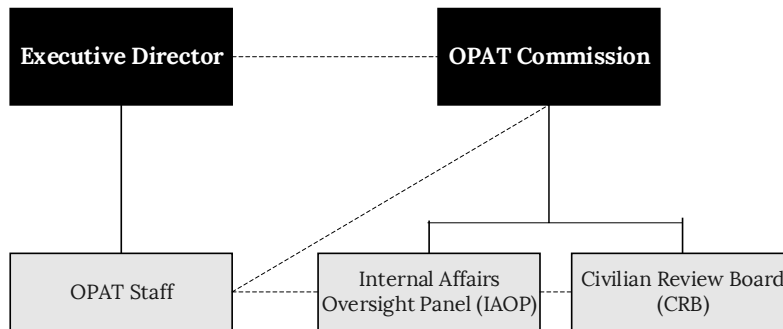 Executive Director
OPAT Commission
OPAT Staff
Internal Affairs
Oversight Panel (IAOP)
Civilian Review Board
(CRB)